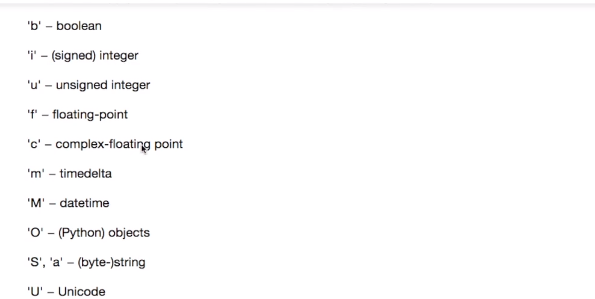 'b' – boolean
'i' – (signed) integer
'u' – unsigned integer
'f' – floating-point
'c' – complex-floating point
'm' – timedelta
'M' – datetime
'O' – (Python) objects
'S', 'a' – (byte-)string
'U' – Unicode